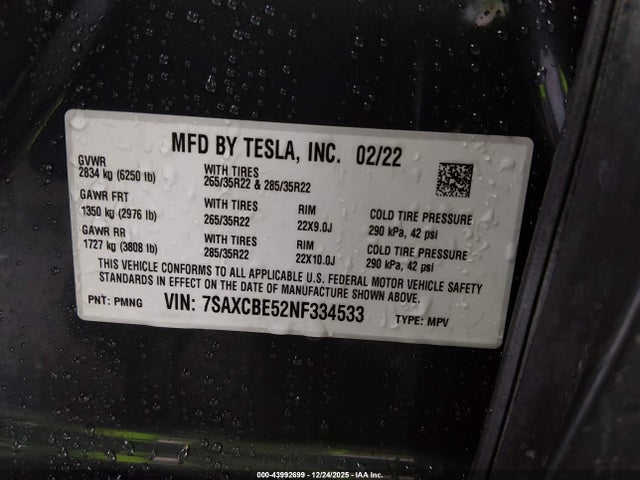 MFD BY TESLA, INC. 02/22
GVWR
2834 kg (6250 lb)
WITH TIRES
265/35R22 & 285/35R22
GAWR FRT
1350 kg (2976 lb)
WITH TIRES
265/35R22
RIM
22X9.0J
COLD TIRE PRESSURE
290 kPa, 42 psi
GAWR RR
1727 kg (3808 lb)
WITH TIRES
285/35R22
RIM
22X10.0J
COLD TIRE PRESSURE
290 kPa, 42 psi
THIS VEHICLE CONFORMS TO ALL APPLICABLE U.S. FEDERAL MOTOR VEHICLE SAFETY
STANDARDS IN EFFECT ON THE DATE OF MANUFACTURE SHOWN ABOVE.
PNT: PMNG VIN: 7SAXCBE52NF334533 TYPE: MPV
000-43992699 - 12/24/2025 - IAA Inc.